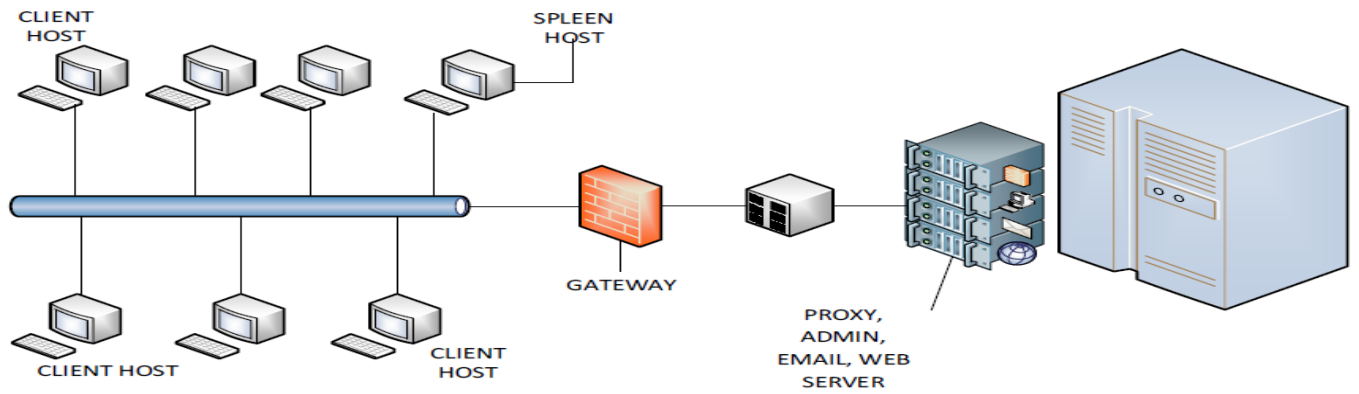 CLIENT
HOST
SPLEEN
HOST
GATEWAY
PROXY,
ADMIN,
EMAIL, WEB
SERVER
CLIENT HOST
CLIENT
HOST